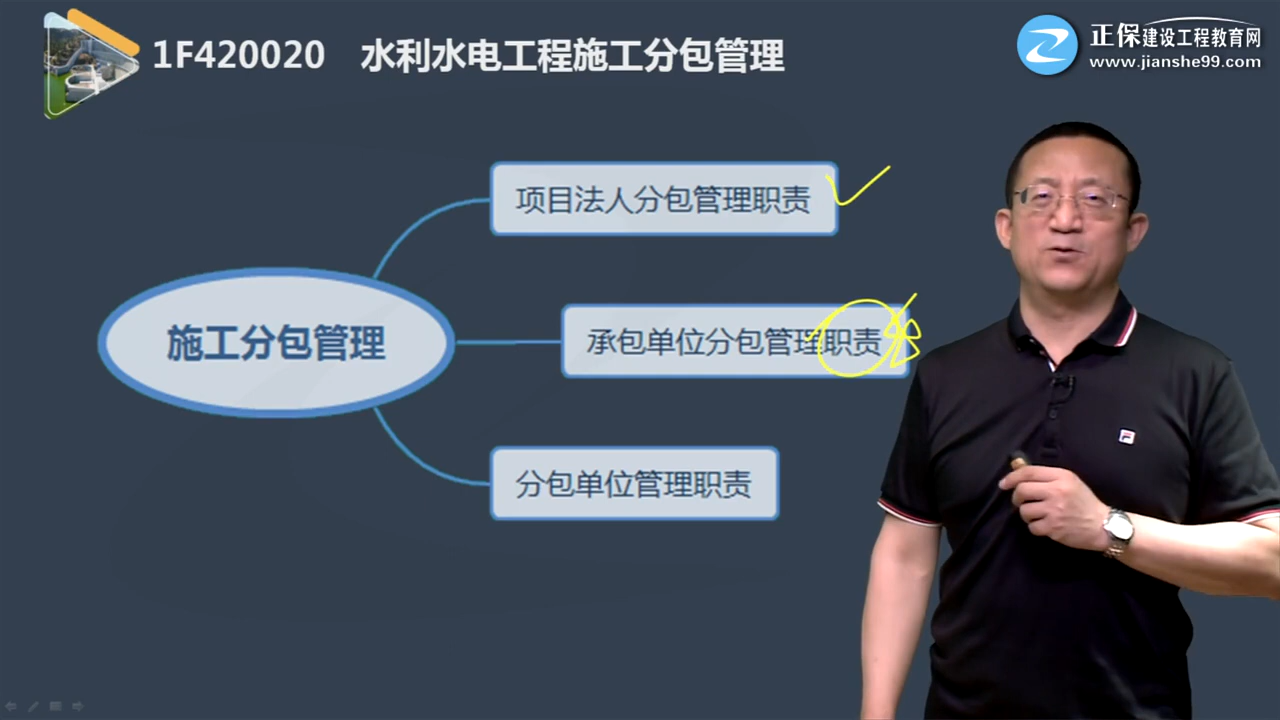 1F420020 水利水电工程施工分包管理
正保建设工程教育网
www.jianshe99.com
项目法人分包管理职责
施工分包管理
承包单位分包管理职责
分包单位管理职责